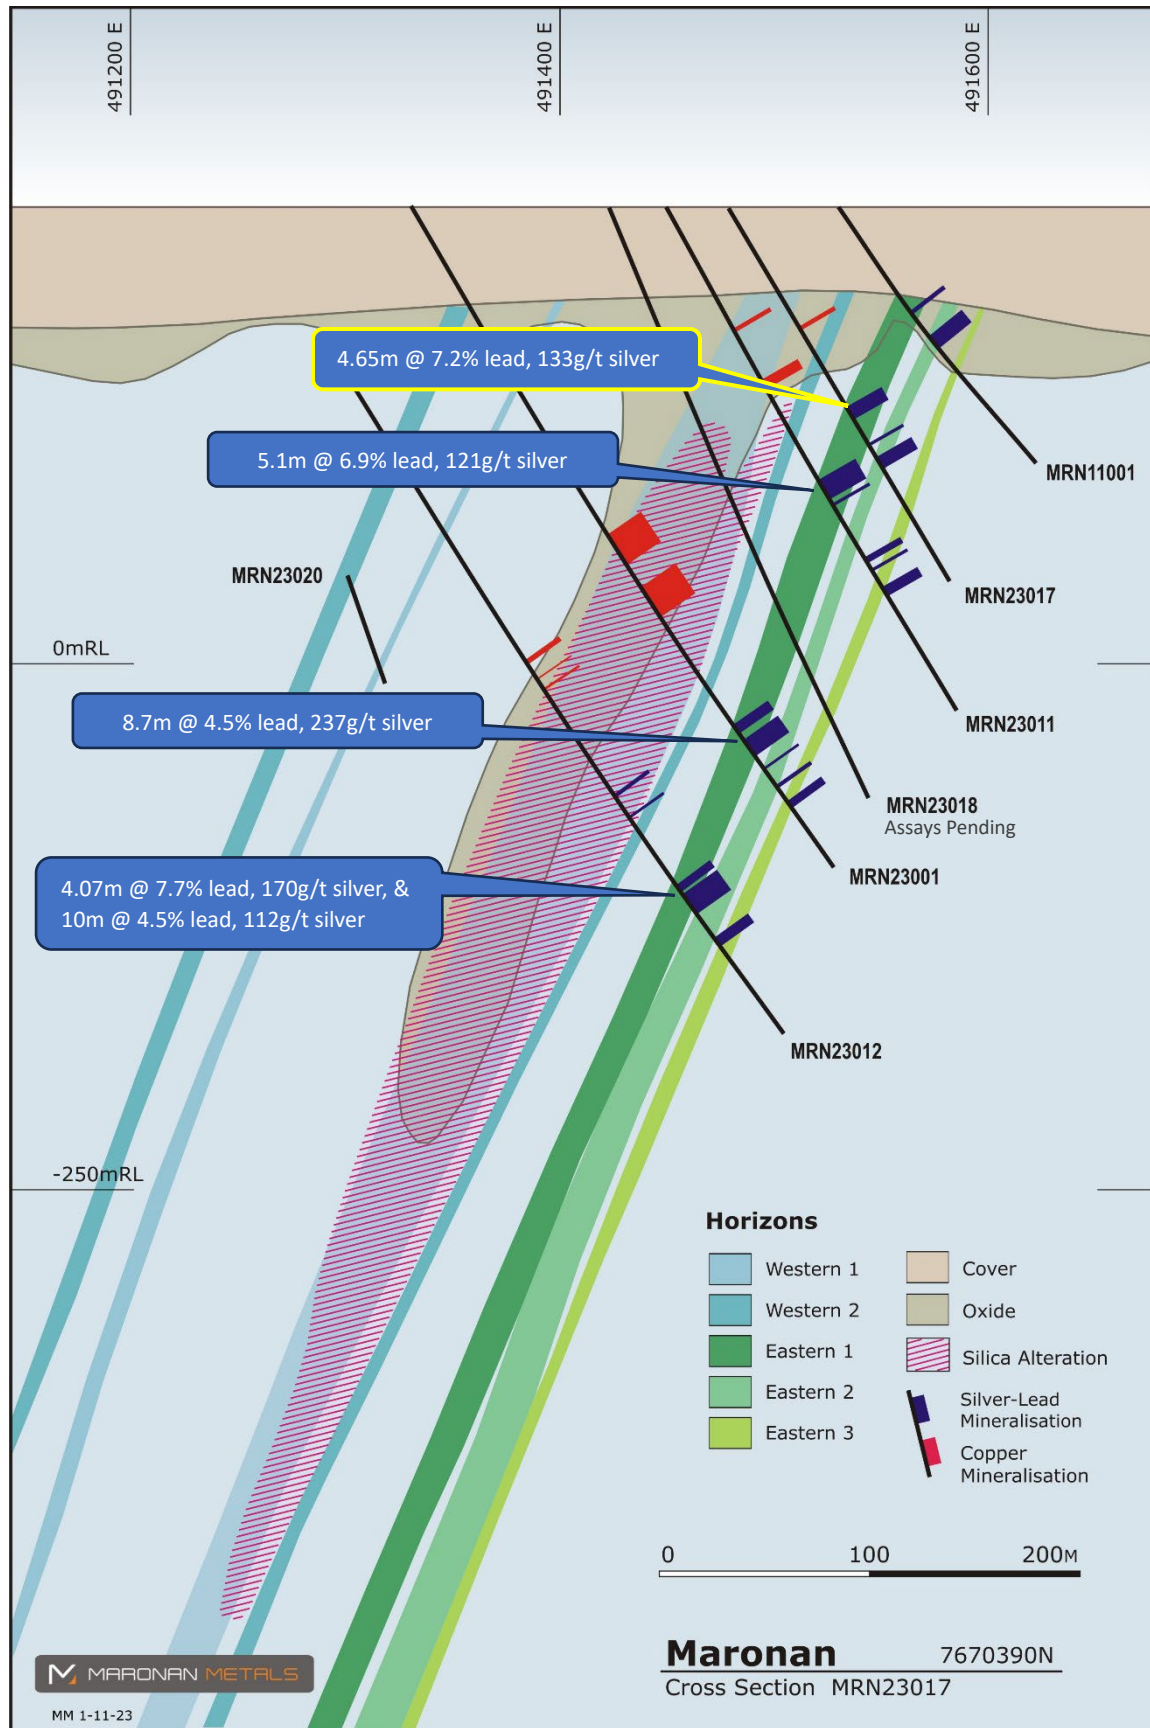 491200 E
491400 E
491600 E
4.65m @ 7.2% lead, 133g/t silver
5.1m @ 6.9% lead, 121g/t silver
MRN11001
MRN23020
MRN23017
0mRL
8.7m @ 4.5% lead, 237g/t silver
MRN23011
MRN23018
Assays Pending
MRN23001
4.07m @ 7.7% lead, 170g/t silver, &
10m @ 4.5% lead, 112g/t silver
MRN23012
-250mRL
Horizons
Western 1
Western 2
Eastern 1
Eastern 2
Eastern 3
Cover
Oxide
Silica Alteration
Silver-Lead
Mineralisation
Copper
Mineralisation
0 100 200M
Maronan 7670390N
Cross Section MRN23017
MARONAN METALS
MM 1-11-23